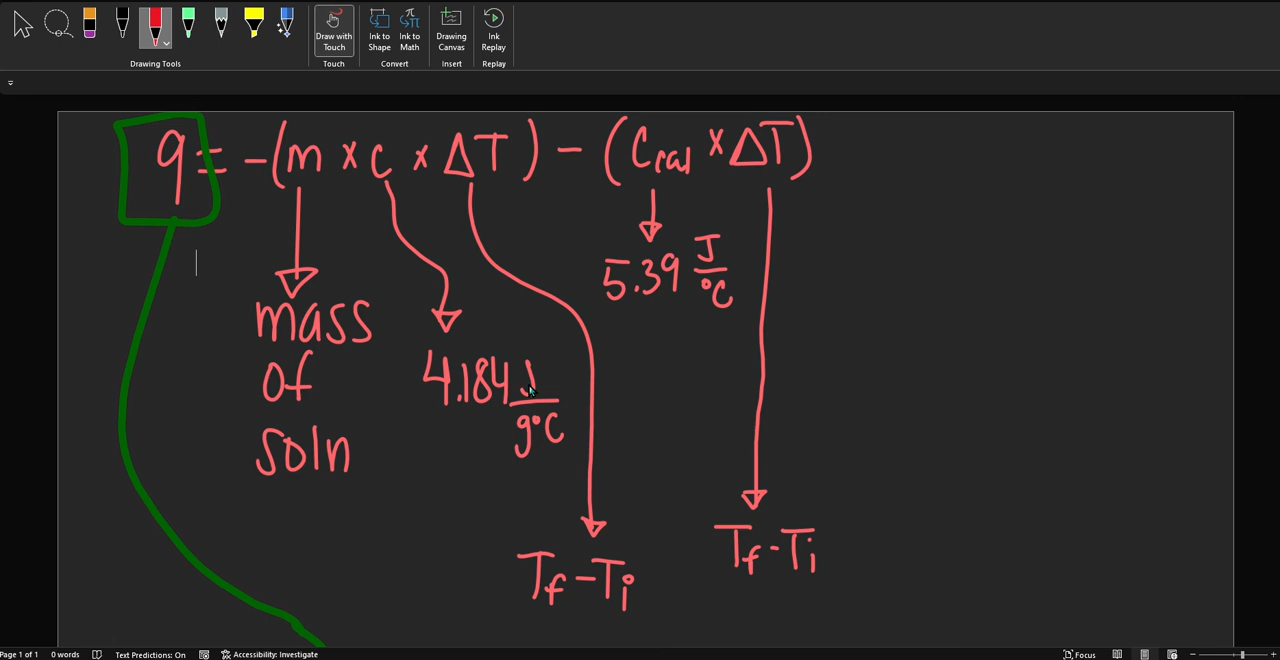 Draw with Touch
Ink to Shape
Ink to Math
Drawing Canvas
Ink Replay
Drawing Tools
Touch
Convert
Insert
Replay
q = -(m × c × ΔT) - (Ccal × ΔT)
5.39 J/°C
mass
of
soln
4.184 J/g°C
Tf - Ti
Tf - Ti
Page 1 of 1 0 words Text Predictions: On Accessibility: Investigate Focus